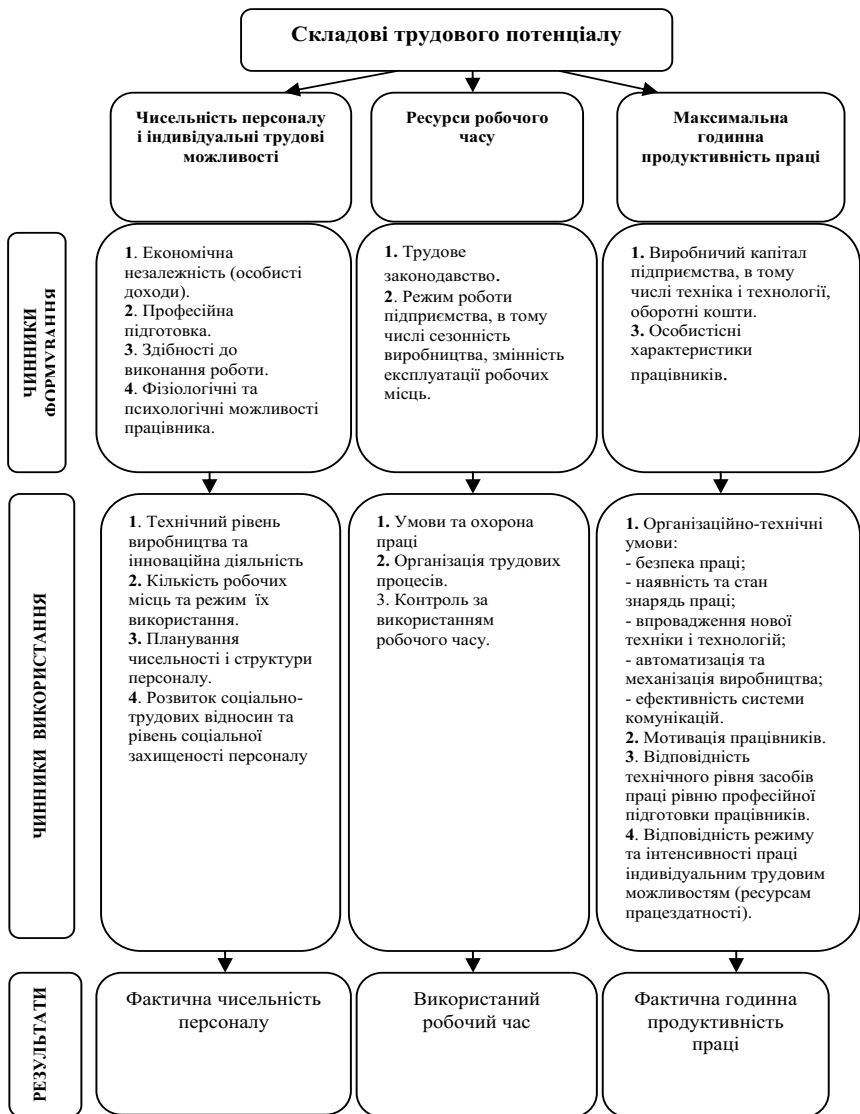 Складові трудового потенціалу
Чисельність персоналу
і індивідуальні трудові
можливості
Ресурси робочого
часу
Максимальна
годинна
продуктивність праці
ЧИННИКИ
ФОРМУВАННЯ
1. Економічна
незалежність (особисті
доходи).
2. Професійна
підготовка.
3. Здібності до
виконання роботи.
4. Фізіологічні та
психологічні можливості
працівника.
1. Трудове
законодавство.
2. Режим роботи
підприємства, в тому
числі сезонність
виробництва, змінність
експлуатації робочих
місць.
1. Виробничий капітал
підприємства, в тому
числі техніка і технології,
оборотні кошти.
3. Особистісні
характеристики
працівників.
ЧИННИКИ ВИКОРИСТАННЯ
1. Технічний рівень
виробництва та
інноваційна діяльність
2. Кількість робочих
місць та режим їх
використання.
3. Планування
чисельності і структури
персоналу.
4. Розвиток соціально-
трудових відносин та
рівень соціальної
захищеності персоналу
1. Умови та охорона
праці
2. Організація трудових
процесів.
3. Контроль за
використанням
робочого часу.
1. Організаційно-технічні
умови:
- безпека праці;
- наявність та стан
знарядь праці;
- впровадження нової
техніки і технологій;
- автоматизація та
механізація виробництва;
- ефективність системи
комунікацій.
2. Мотивація працівників.
3. Відповідність
технічного рівня засобів
праці рівню професійної
підготовки працівників.
4. Відповідність режиму
та інтенсивності праці
індивідуальним трудовим
можливостям (ресурсам
працездатності).
РЕЗУЛЬТАТИ
Фактична чисельність
персоналу
Використаний
робочий час
Фактична годинна
продуктивність
праці